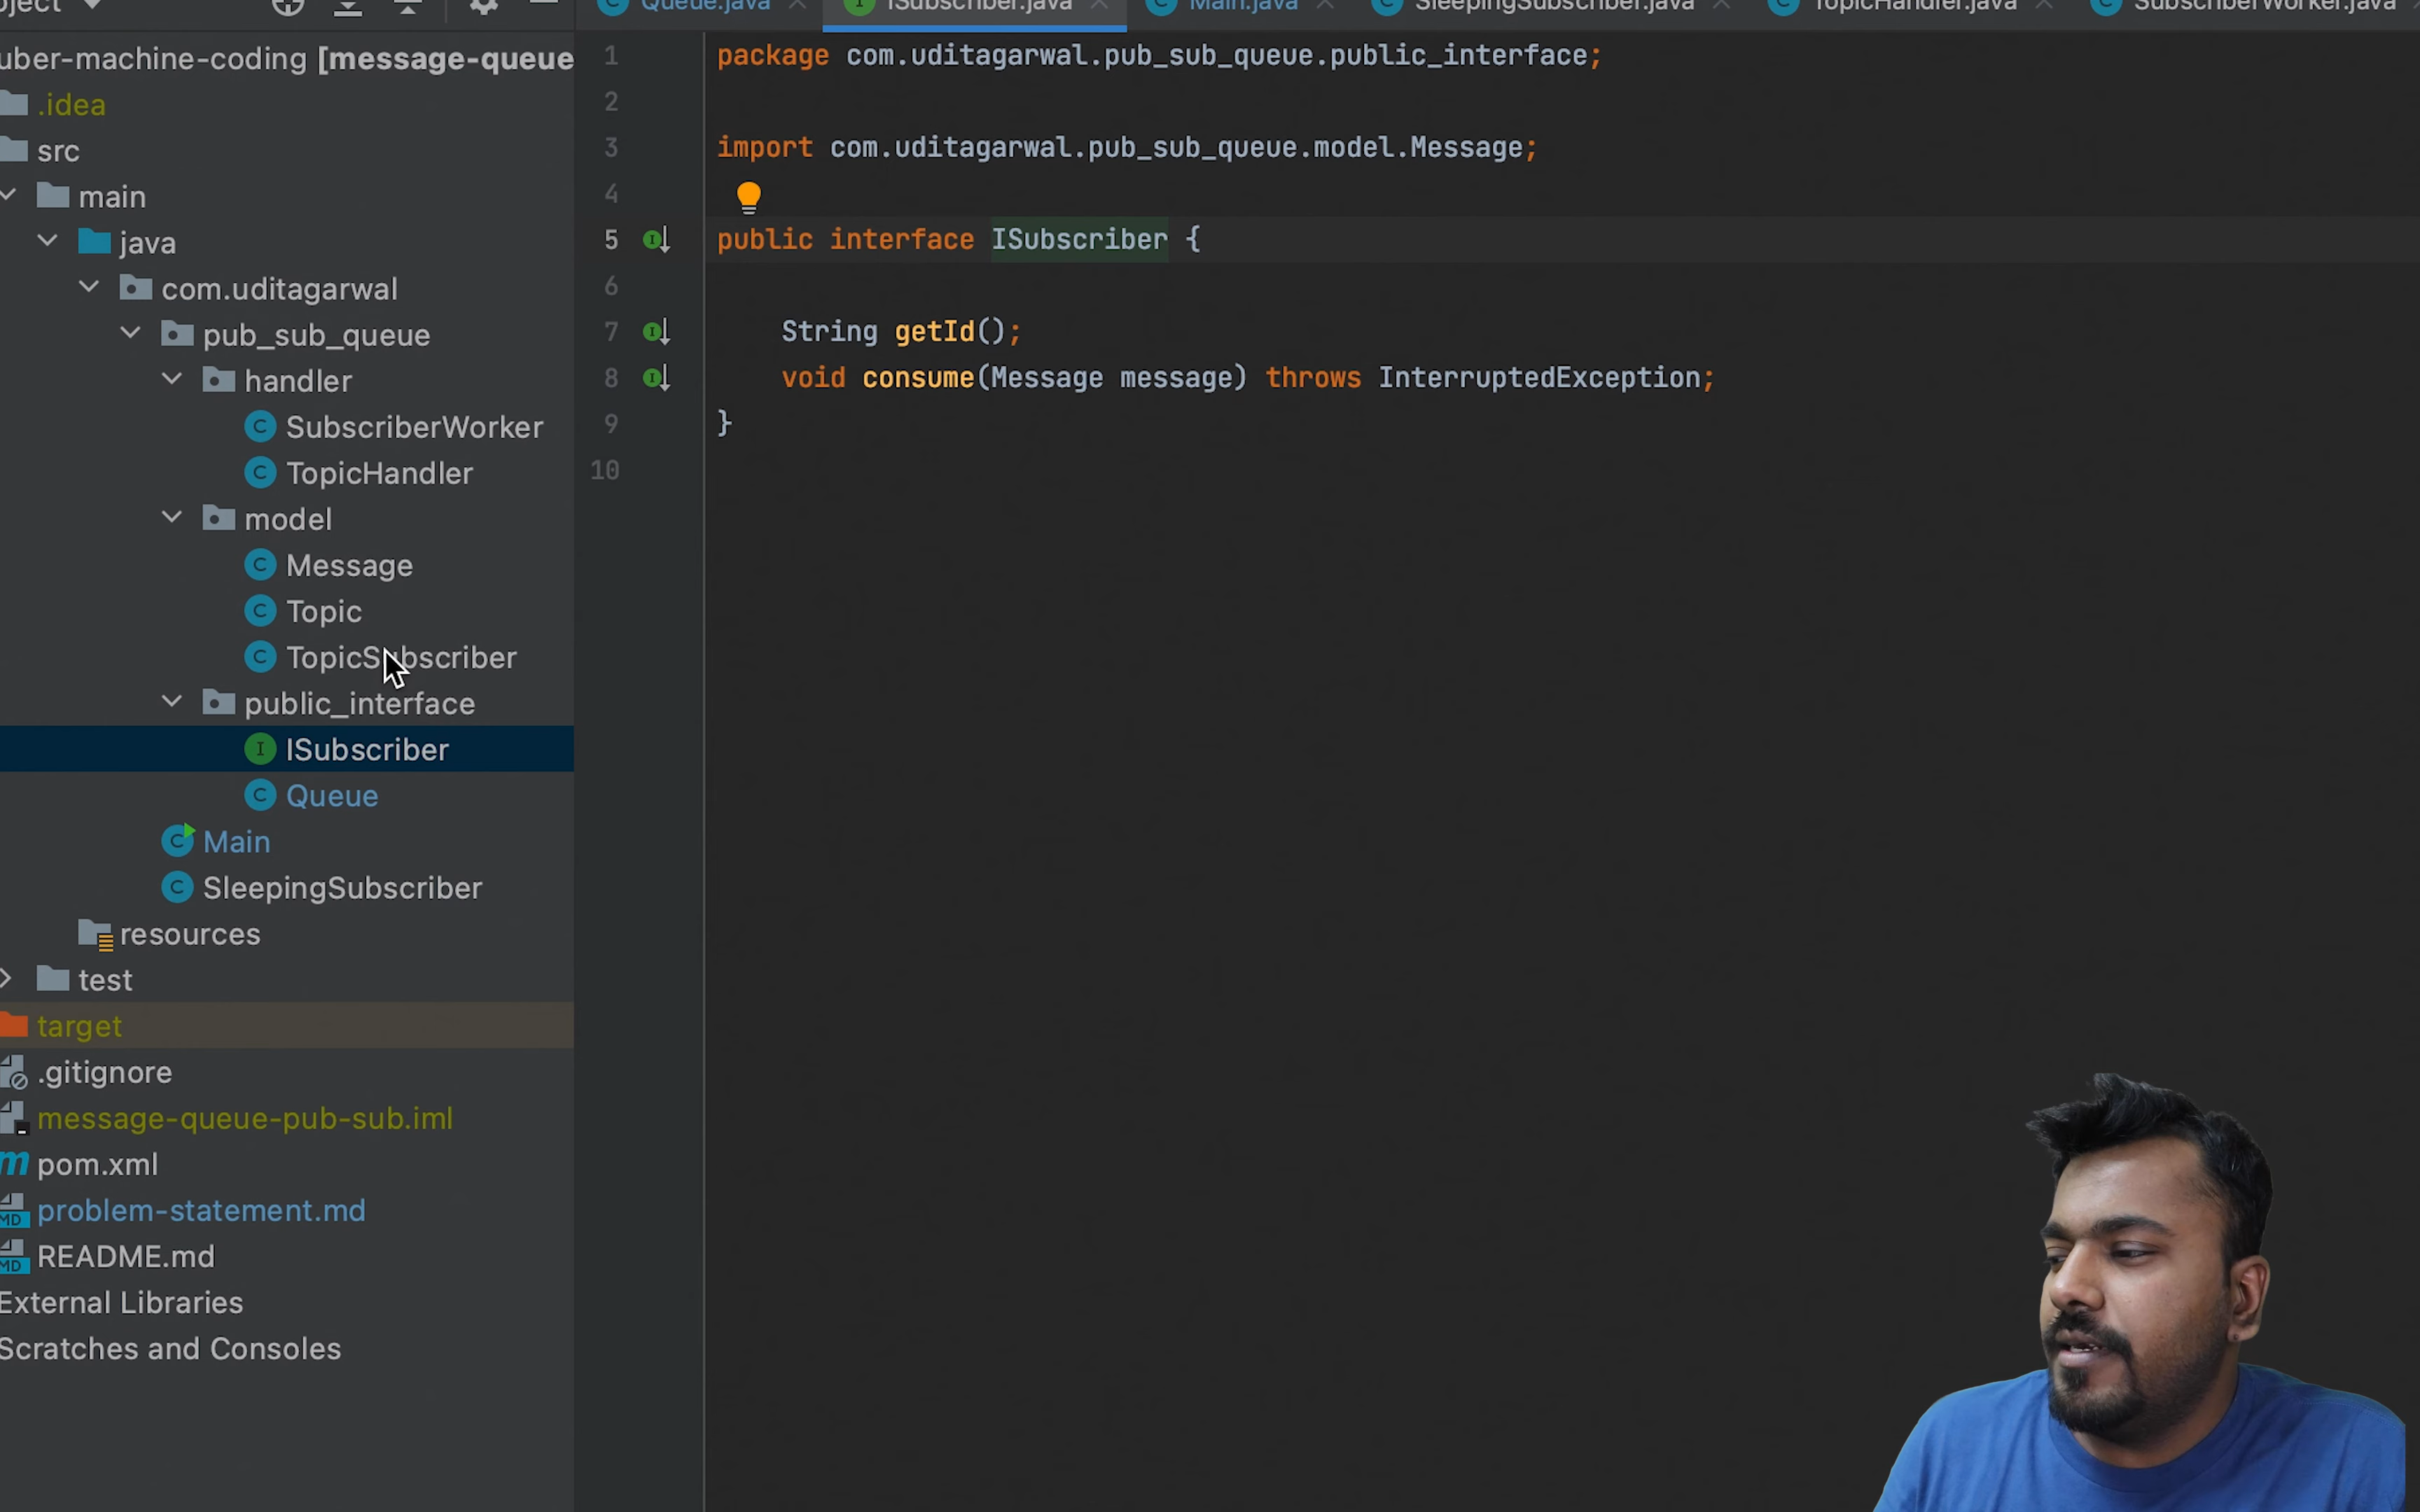 Queue.java
ISubscriber.java
Main.java
SleepingSubscriber.java
TopicHandler.java
SubscriberWorker.java
uber-machine-coding [message-queue
.idea
src
main
java
com.uditagarwal
pub_sub_queue
handler
SubscriberWorker
TopicHandler
model
Message
Topic
TopicSubscriber
public_interface
ISubscriber
Queue
Main
SleepingSubscriber
resources
test
target
.gitignore
message-queue-pub-sub.iml
pom.xml
problem-statement.md
README.md
External Libraries
Scratches and Consoles
1 package com.uditagarwal.pub_sub_queue.public_interface;
2
3 import com.uditagarwal.pub_sub_queue.model.Message;
4
5 public interface ISubscriber {
6
7 String getId();
8 void consume(Message message) throws InterruptedException;
9 }
10